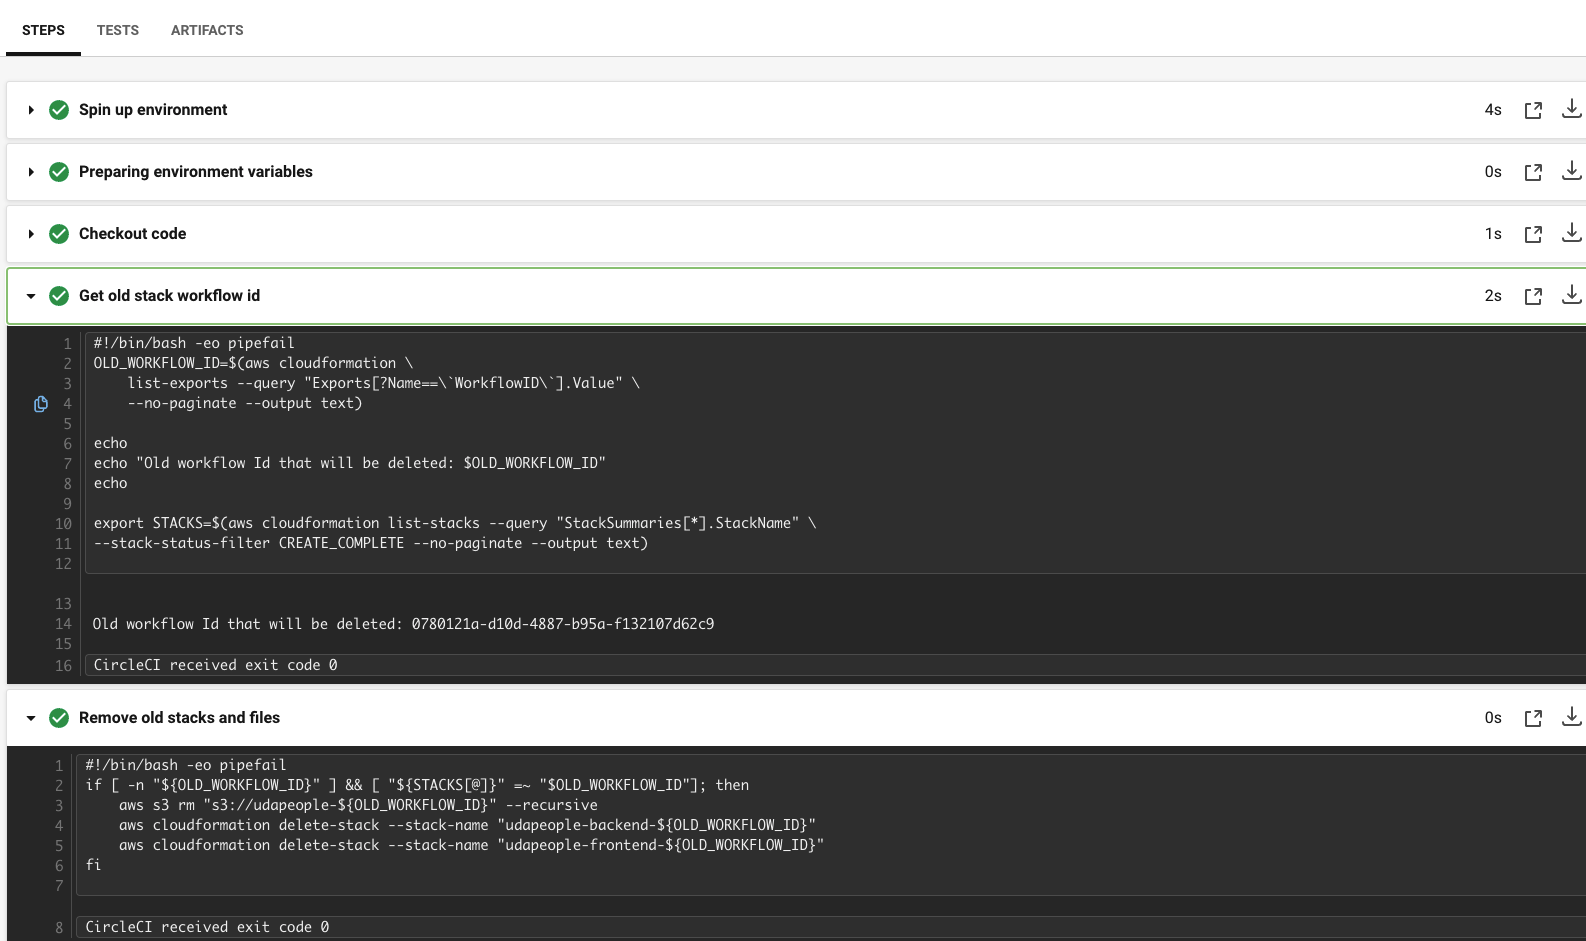 STEPS TESTS ARTIFACTS
Spin up environment 4s
Preparing environment variables 0s
Checkout code 1s
Get old stack workflow id 2s
1 #!/bin/bash -eo pipefail
2 OLD_WORKFLOW_ID=$(aws cloudformation \
3     list-exports --query "Exports[?Name==\`WorkflowID\`].Value" \
4     --no-paginate --output text)
5
6 echo
7 echo "Old workflow Id that will be deleted: $OLD_WORKFLOW_ID"
8 echo
9
10 export STACKS=$(aws cloudformation list-stacks --query "StackSummaries[*].StackName" \
11 --stack-status-filter CREATE_COMPLETE --no-paginate --output text)
12
13
14 Old workflow Id that will be deleted: 0780121a-d10d-4887-b95a-f132107d62c9
15
16 CircleCI received exit code 0
Remove old stacks and files 0s
1 #!/bin/bash -eo pipefail
2 if [ -n "${OLD_WORKFLOW_ID}" ] && [ "${STACKS[@]}" =~ "$OLD_WORKFLOW_ID"]; then
3     aws s3 rm "s3://udapeople-${OLD_WORKFLOW_ID}" --recursive
4     aws cloudformation delete-stack --stack-name "udapeople-backend-${OLD_WORKFLOW_ID}"
5     aws cloudformation delete-stack --stack-name "udapeople-frontend-${OLD_WORKFLOW_ID}"
6 fi
7
8 CircleCI received exit code 0